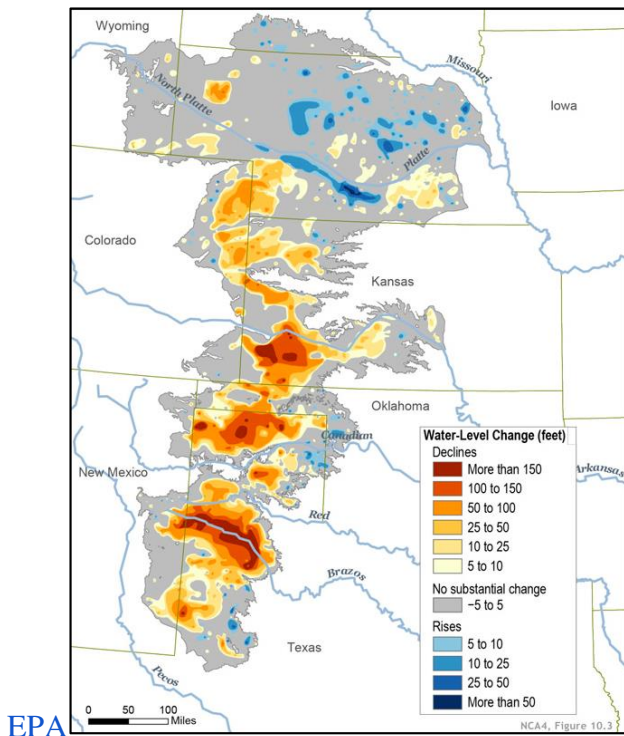 Wyoming
Missouri
North Platte
Iowa
Platte
Colorado
Kansas
Oklahoma
Canadian
New Mexico
Arkansas
Red
Brazos
Texas
Pecos
Water-Level Change (feet)
Declines
More than 150
100 to 150
50 to 100
25 to 50
10 to 25
5 to 10
No substantial change
−5 to 5
Rises
5 to 10
10 to 25
25 to 50
More than 50
0 50 100
Miles
NCA4, Figure 10.3
EPA